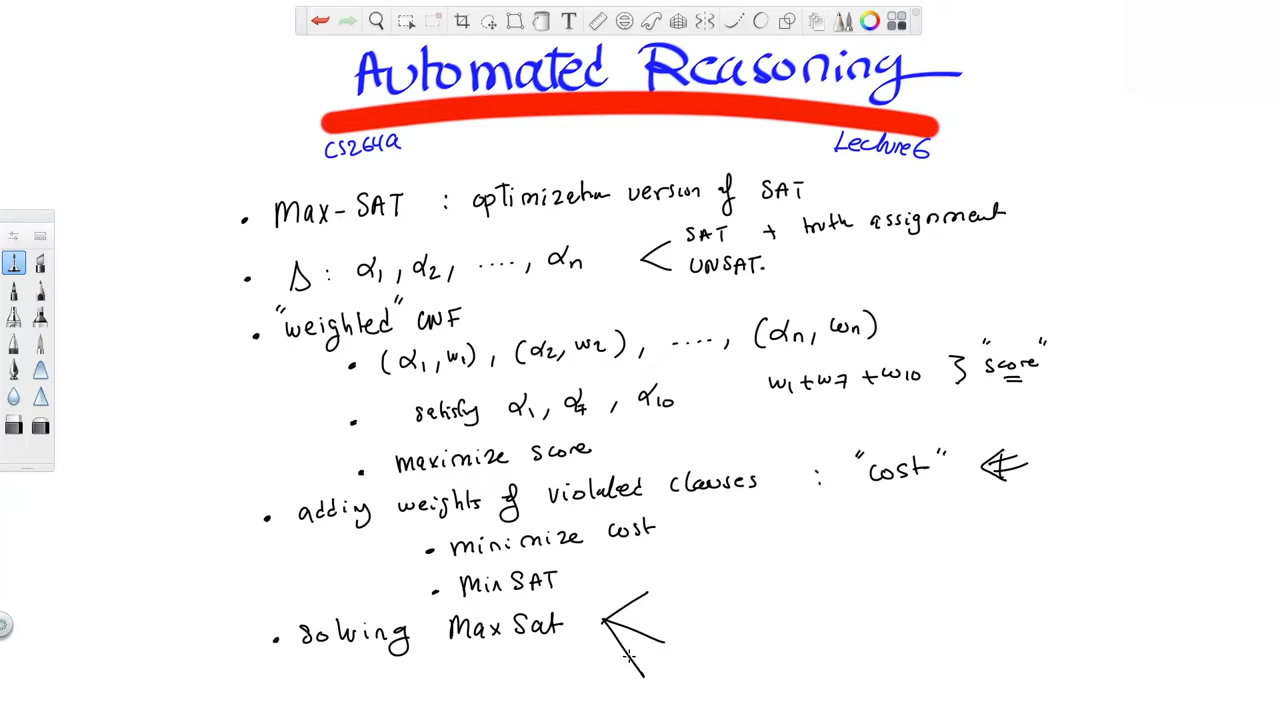 Automated Reasoning
CS264a
Lecture 6
• Max-SAT : optimization version of SAT
• Δ : α1, α2, ...., αn < SAT + truth assignment
UNSAT.
• "weighted" CNF
• (α1, w1), (α2, w2), ...., (αn, wn)
• satisfy α1, α7, α10 w1+w7+w10 } "score"
• maximize score
• adding weights of violated clauses : "cost" ⇐
• minimize cost
• MinSAT
• solving MaxSat